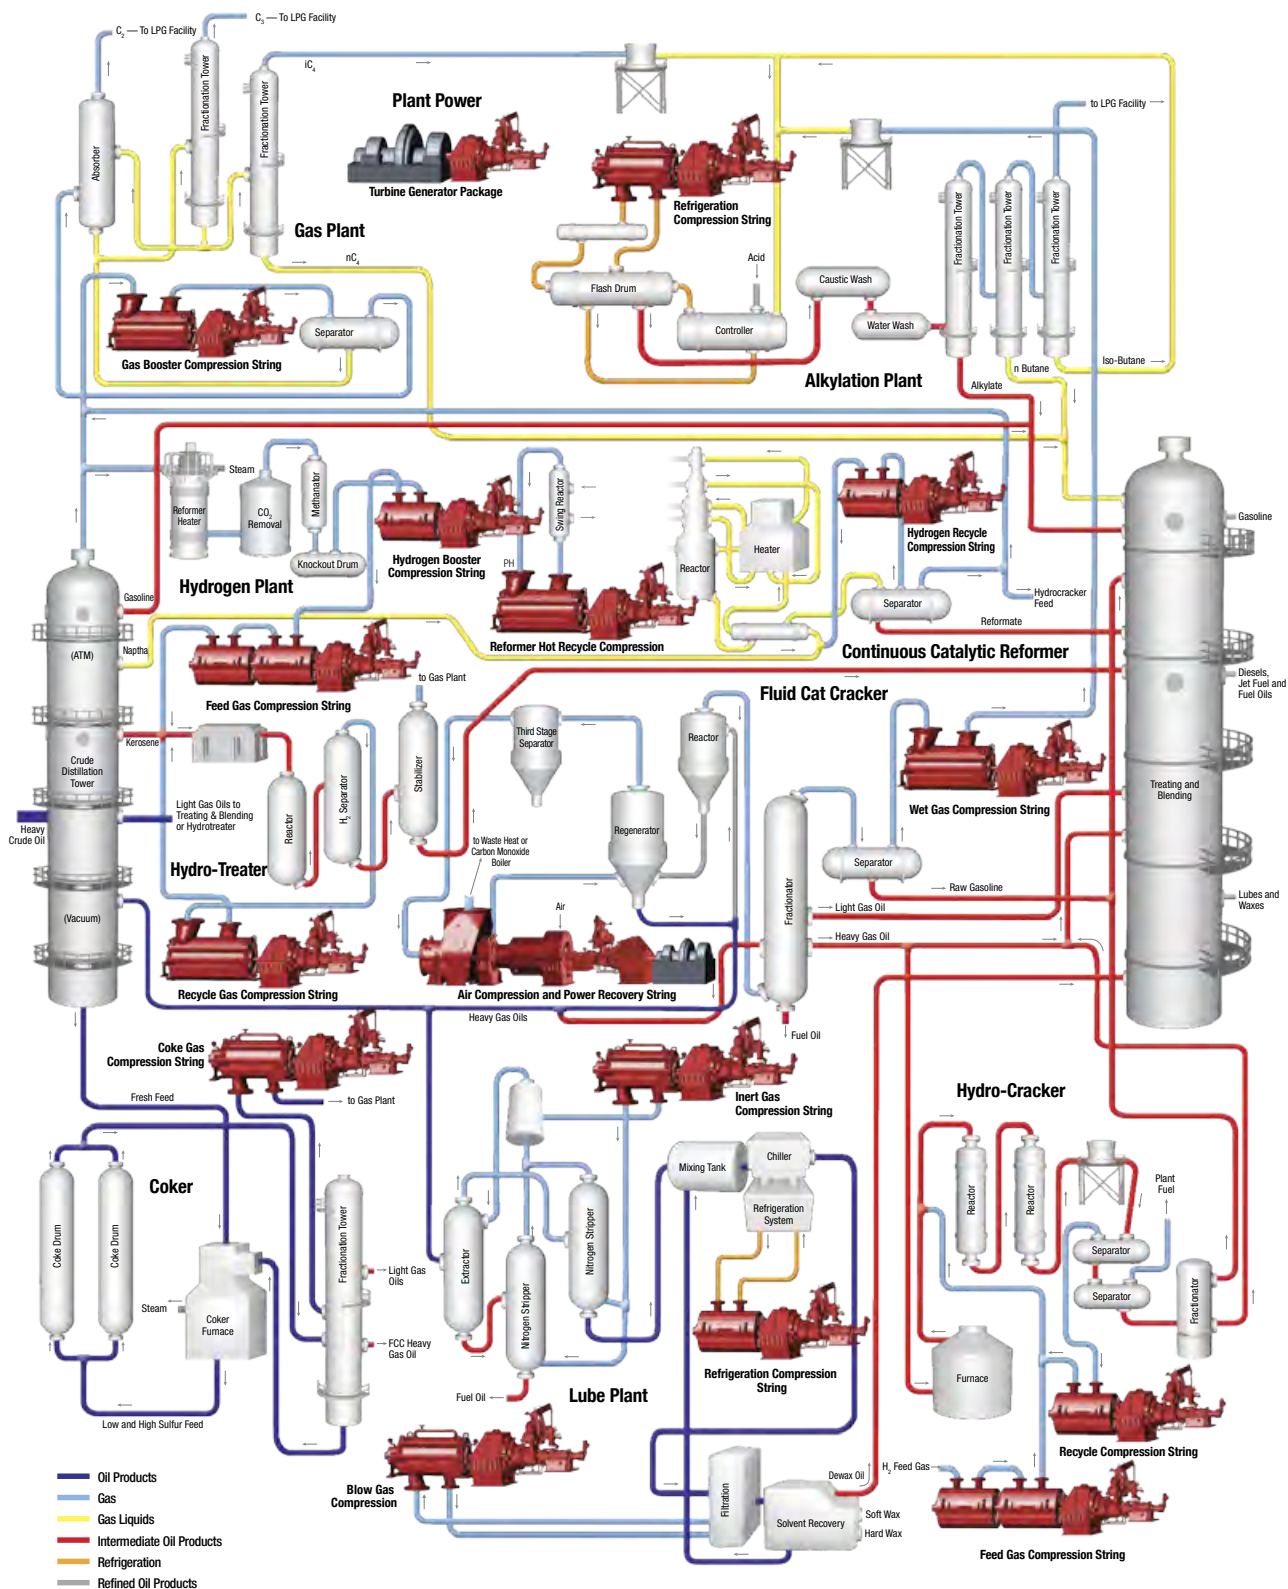 C₂ — To LPG Facility
C₃ — To LPG Facility
Absorber
Fractionation Tower
Fractionation Tower
iC₄
Gas Plant
nC₄
Plant Power
Turbine Generator Package
Refrigeration
Compression String
Flash Drum
Acid
Controller
Caustic Wash
Water Wash
Alkylation Plant
to LPG Facility
Fractionation Tower
Fractionation Tower
Fractionation Tower
Iso-Butane
n Butane
Alkylate
Separator
Gas Booster Compression String
Steam
Reformer
Heater
CO₂
Removal
Methanator
Knockout Drum
Hydrogen Plant
Hydrogen Booster
Compression String
Swing Reactor
PH
Reformer Hot Recycle Compression
Reactor
Heater
Hydrogen Recycle
Compression String
Separator
Hydrocracker
Feed
Reformate
Continuous Catalytic Reformer
Gasoline
(ATM)
Naptha
Kerosene
Crude
Distillation
Tower
Heavy
Crude Oil
Light Gas Oils to
Treating & Blending
or Hydrotreater
(Vacuum)
Feed Gas Compression String
to Gas Plant
Reactor
H₂ Separator
Stabilizer
Hydro-Treater
Recycle Gas Compression String
Fluid Cat Cracker
Third Stage
Separator
Reactor
Regenerator
to Waste Heat or
Carbon Monoxide
Boiler
Air
Air Compression and Power Recovery String
Heavy Gas Oils
Fractionator
Separator
Wet Gas Compression String
Raw Gasoline
Light Gas Oil
Heavy Gas Oil
Fuel Oil
Treating and
Blending
Gasoline
Diesels,
Jet Fuel and
Fuel Oils
Lubes and
Waxes
Coke Gas
Compression String
to Gas Plant
Fresh Feed
Coker
Coke Drum
Coke Drum
Steam
Coker
Furnace
Fractionation Tower
Light Gas
Oils
FCC Heavy
Gas Oil
Low and High Sulfur Feed
Inert Gas
Compression String
Extractor
Nitrogen Stripper
Nitrogen Stripper
Fuel Oil
Lube Plant
Mixing Tank
Chiller
Refrigeration
System
Refrigeration Compression
String
Blow Gas
Compression
Filtration
Solvent Recovery
Dewax Oil
Soft Wax
Hard Wax
Hydro-Cracker
Reactor
Reactor
Plant
Fuel
Separator
Separator
Fractionator
Furnace
Recycle Compression String
H₂ Feed Gas
Feed Gas Compression String
Oil Products
Gas
Gas Liquids
Intermediate Oil Products
Refrigeration
Refined Oil Products